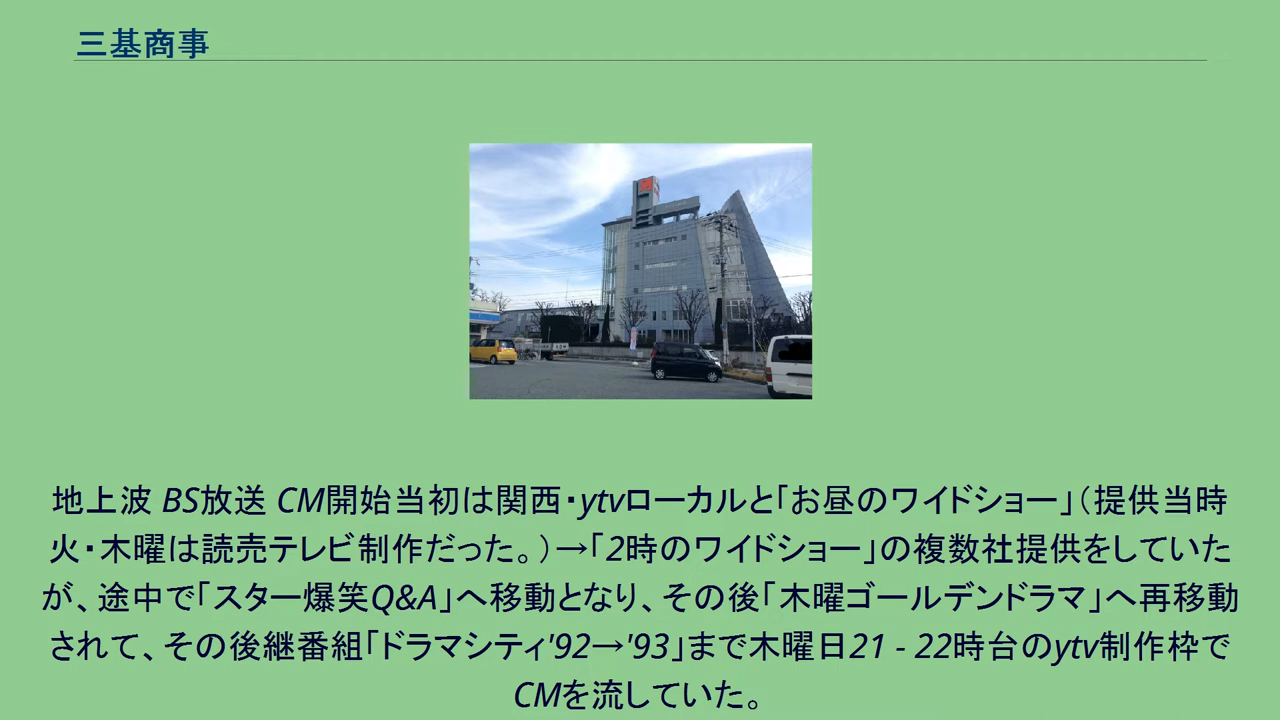 三基商事
地上波 BS放送 CM開始当初は関西・ytvローカルと「お昼のワイドショー」（提供当時
火・木曜は読売テレビ制作だった。）→「2時のワイドショー」の複数社提供をしていた
が、途中で「スター爆笑Q&A」へ移動となり、その後「木曜ゴールデンドラマ」へ再移動
されて、その後継番組「ドラマシティ'92→'93」まで木曜日21 - 22時台のytv制作枠で
CMを流していた。